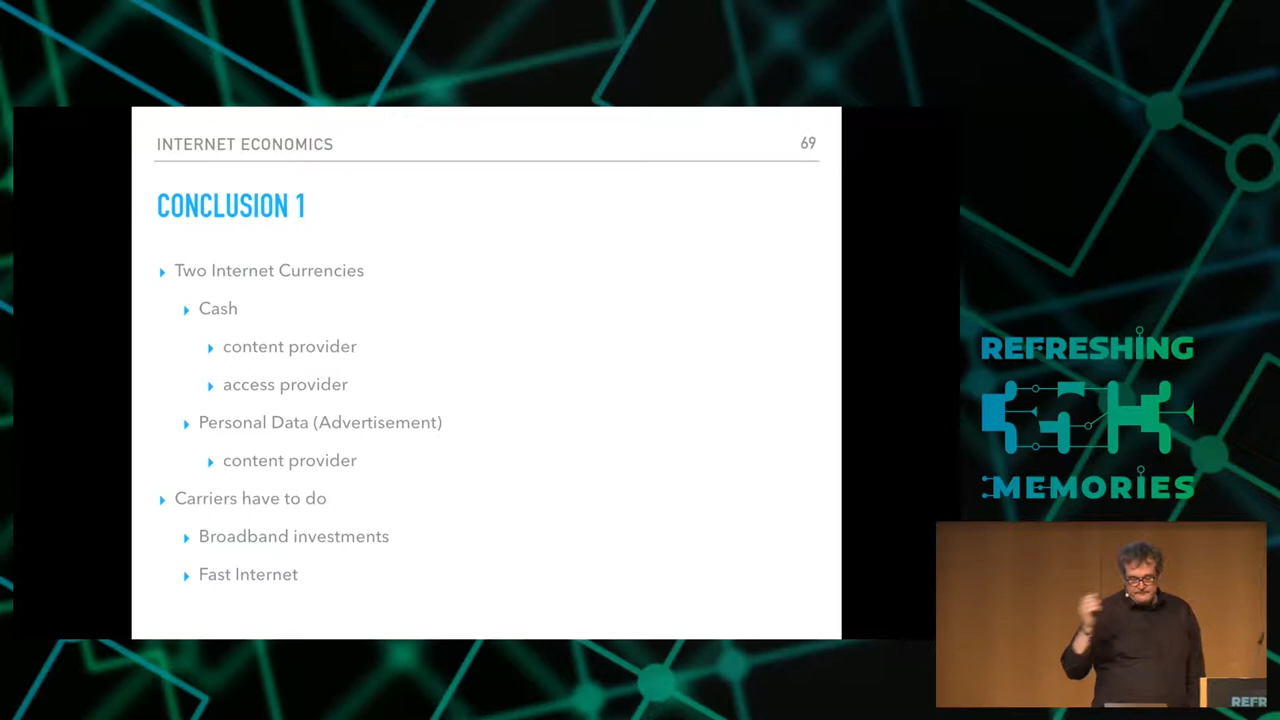 INTERNET ECONOMICS
69
CONCLUSION 1
Two Internet Currencies
Cash
content provider
access provider
Personal Data (Advertisement)
content provider
Carriers have to do
Broadband investments
Fast Internet
REFRESHING
MEMORIES
REFR